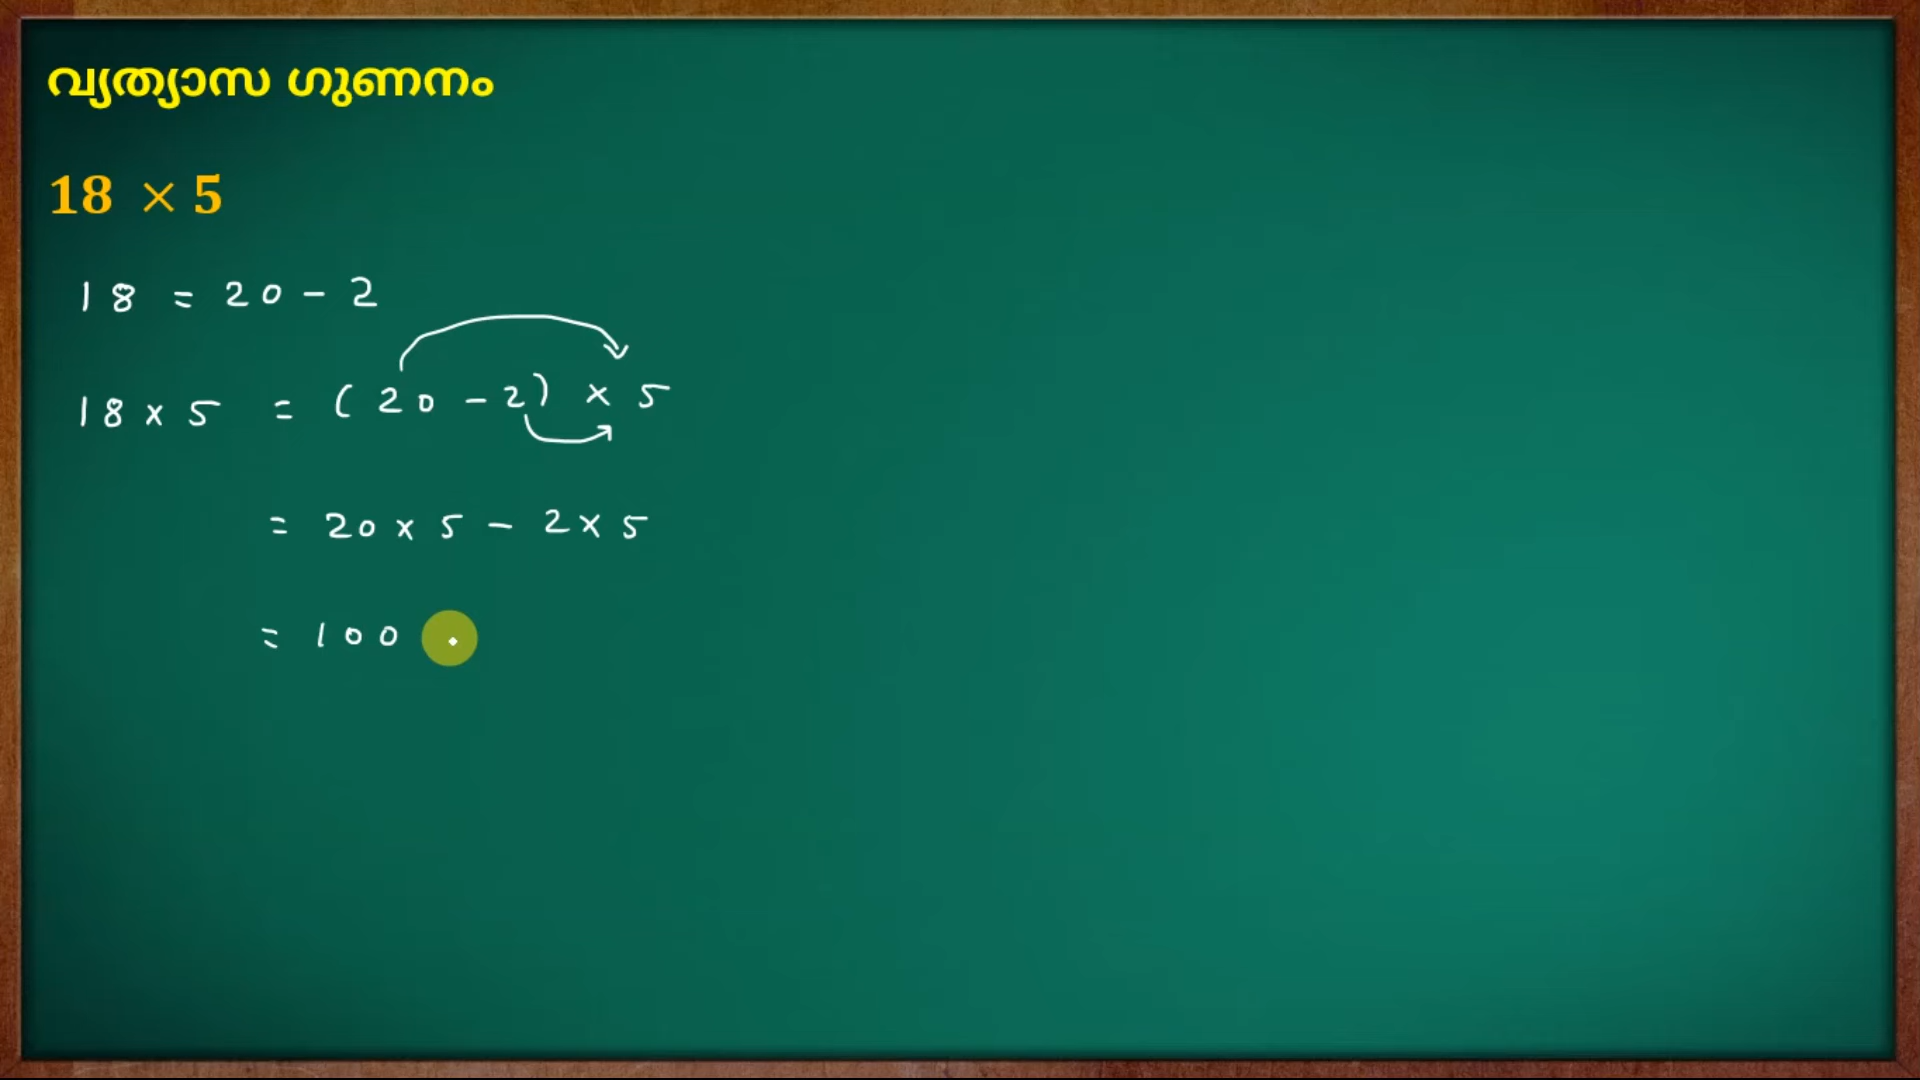 വ്യത്യാസ ഗുണനം
18 × 5
18 = 20 - 2
18 × 5 = ( 20 - 2 ) × 5
= 20 × 5 - 2 × 5
= 100